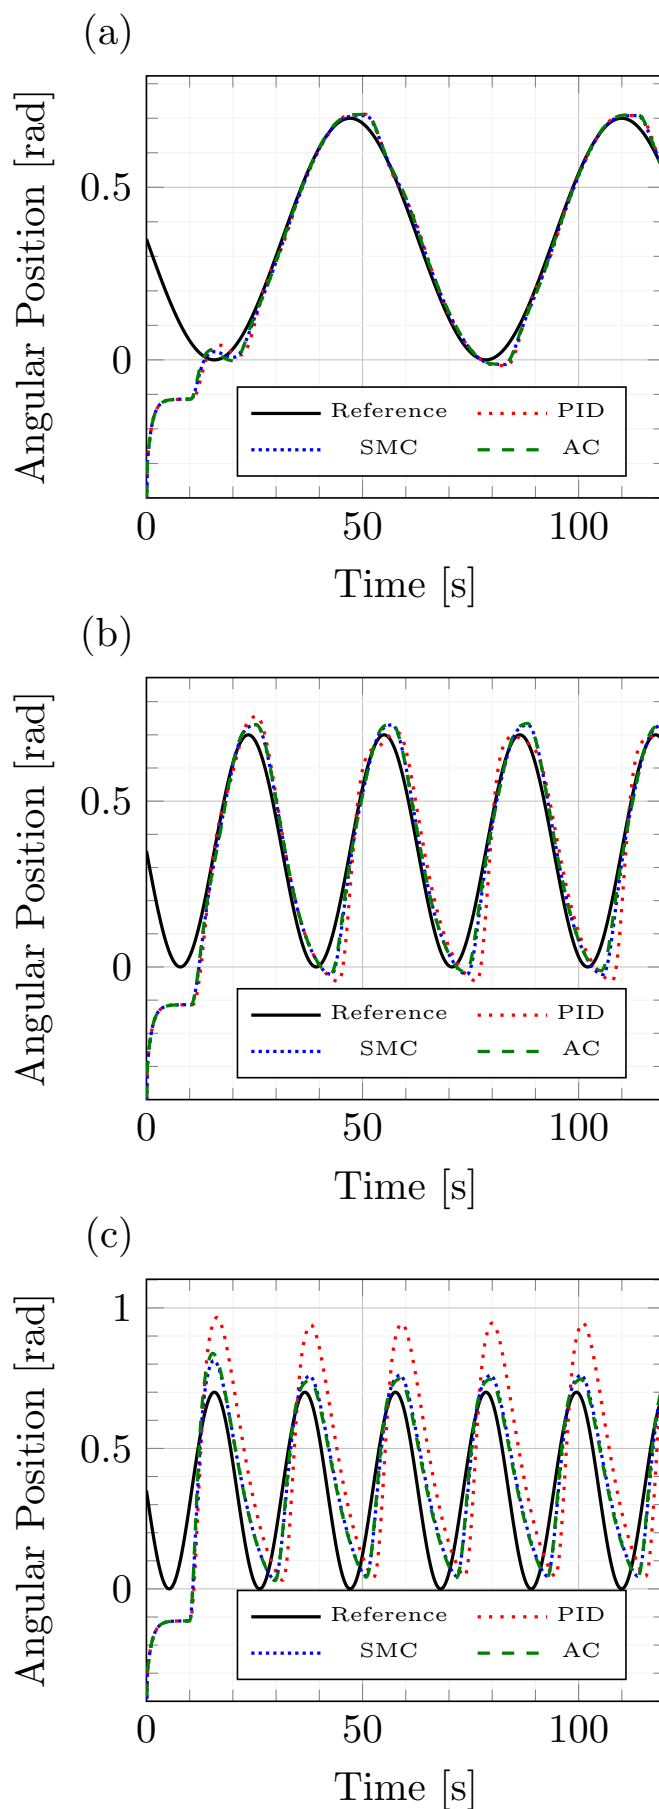 (a)
Angular Position [rad]
0.5
0
Reference PID
SMC AC
0 50 100
Time [s]
(b)
Angular Position [rad]
0.5
0
Reference PID
SMC AC
0 50 100
Time [s]
(c)
Angular Position [rad]
1
0.5
0
Reference PID
SMC AC
0 50 100
Time [s]